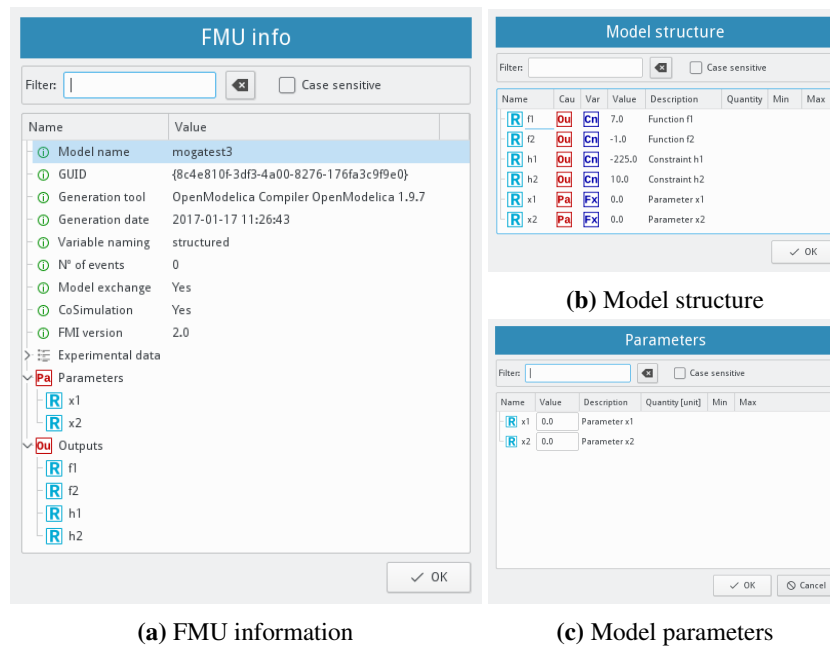 FMU info
Filter:
Case sensitive
Name Value
Model name mogatest3
GUID {8c4e810f-3df3-4a00-8276-176fa3c9f9e0}
Generation tool OpenModelica Compiler OpenModelica 1.9.7
Generation date 2017-01-17 11:26:43
Variable naming structured
Nº of events 0
Model exchange Yes
CoSimulation Yes
FMI version 2.0
Experimental data
Pa Parameters
R x1
R x2
Ou Outputs
R f1
R f2
R h1
R h2
OK
(a) FMU information
Model structure
Filter:
Case sensitive
Name Cau Var Value Description Quantity Min Max
R f1 Ou Cn 7.0 Function f1
R f2 Ou Cn -1.0 Function f2
R h1 Ou Cn -225.0 Constraint h1
R h2 Ou Cn 10.0 Constraint h2
R x1 Pa Fx 0.0 Parameter x1
R x2 Pa Fx 0.0 Parameter x2
OK
(b) Model structure
Parameters
Filter:
Case sensitive
Name Value Description Quantity [unit] Min Max
R x1 0.0 Parameter x1
R x2 0.0 Parameter x2
OK Cancel
(c) Model parameters